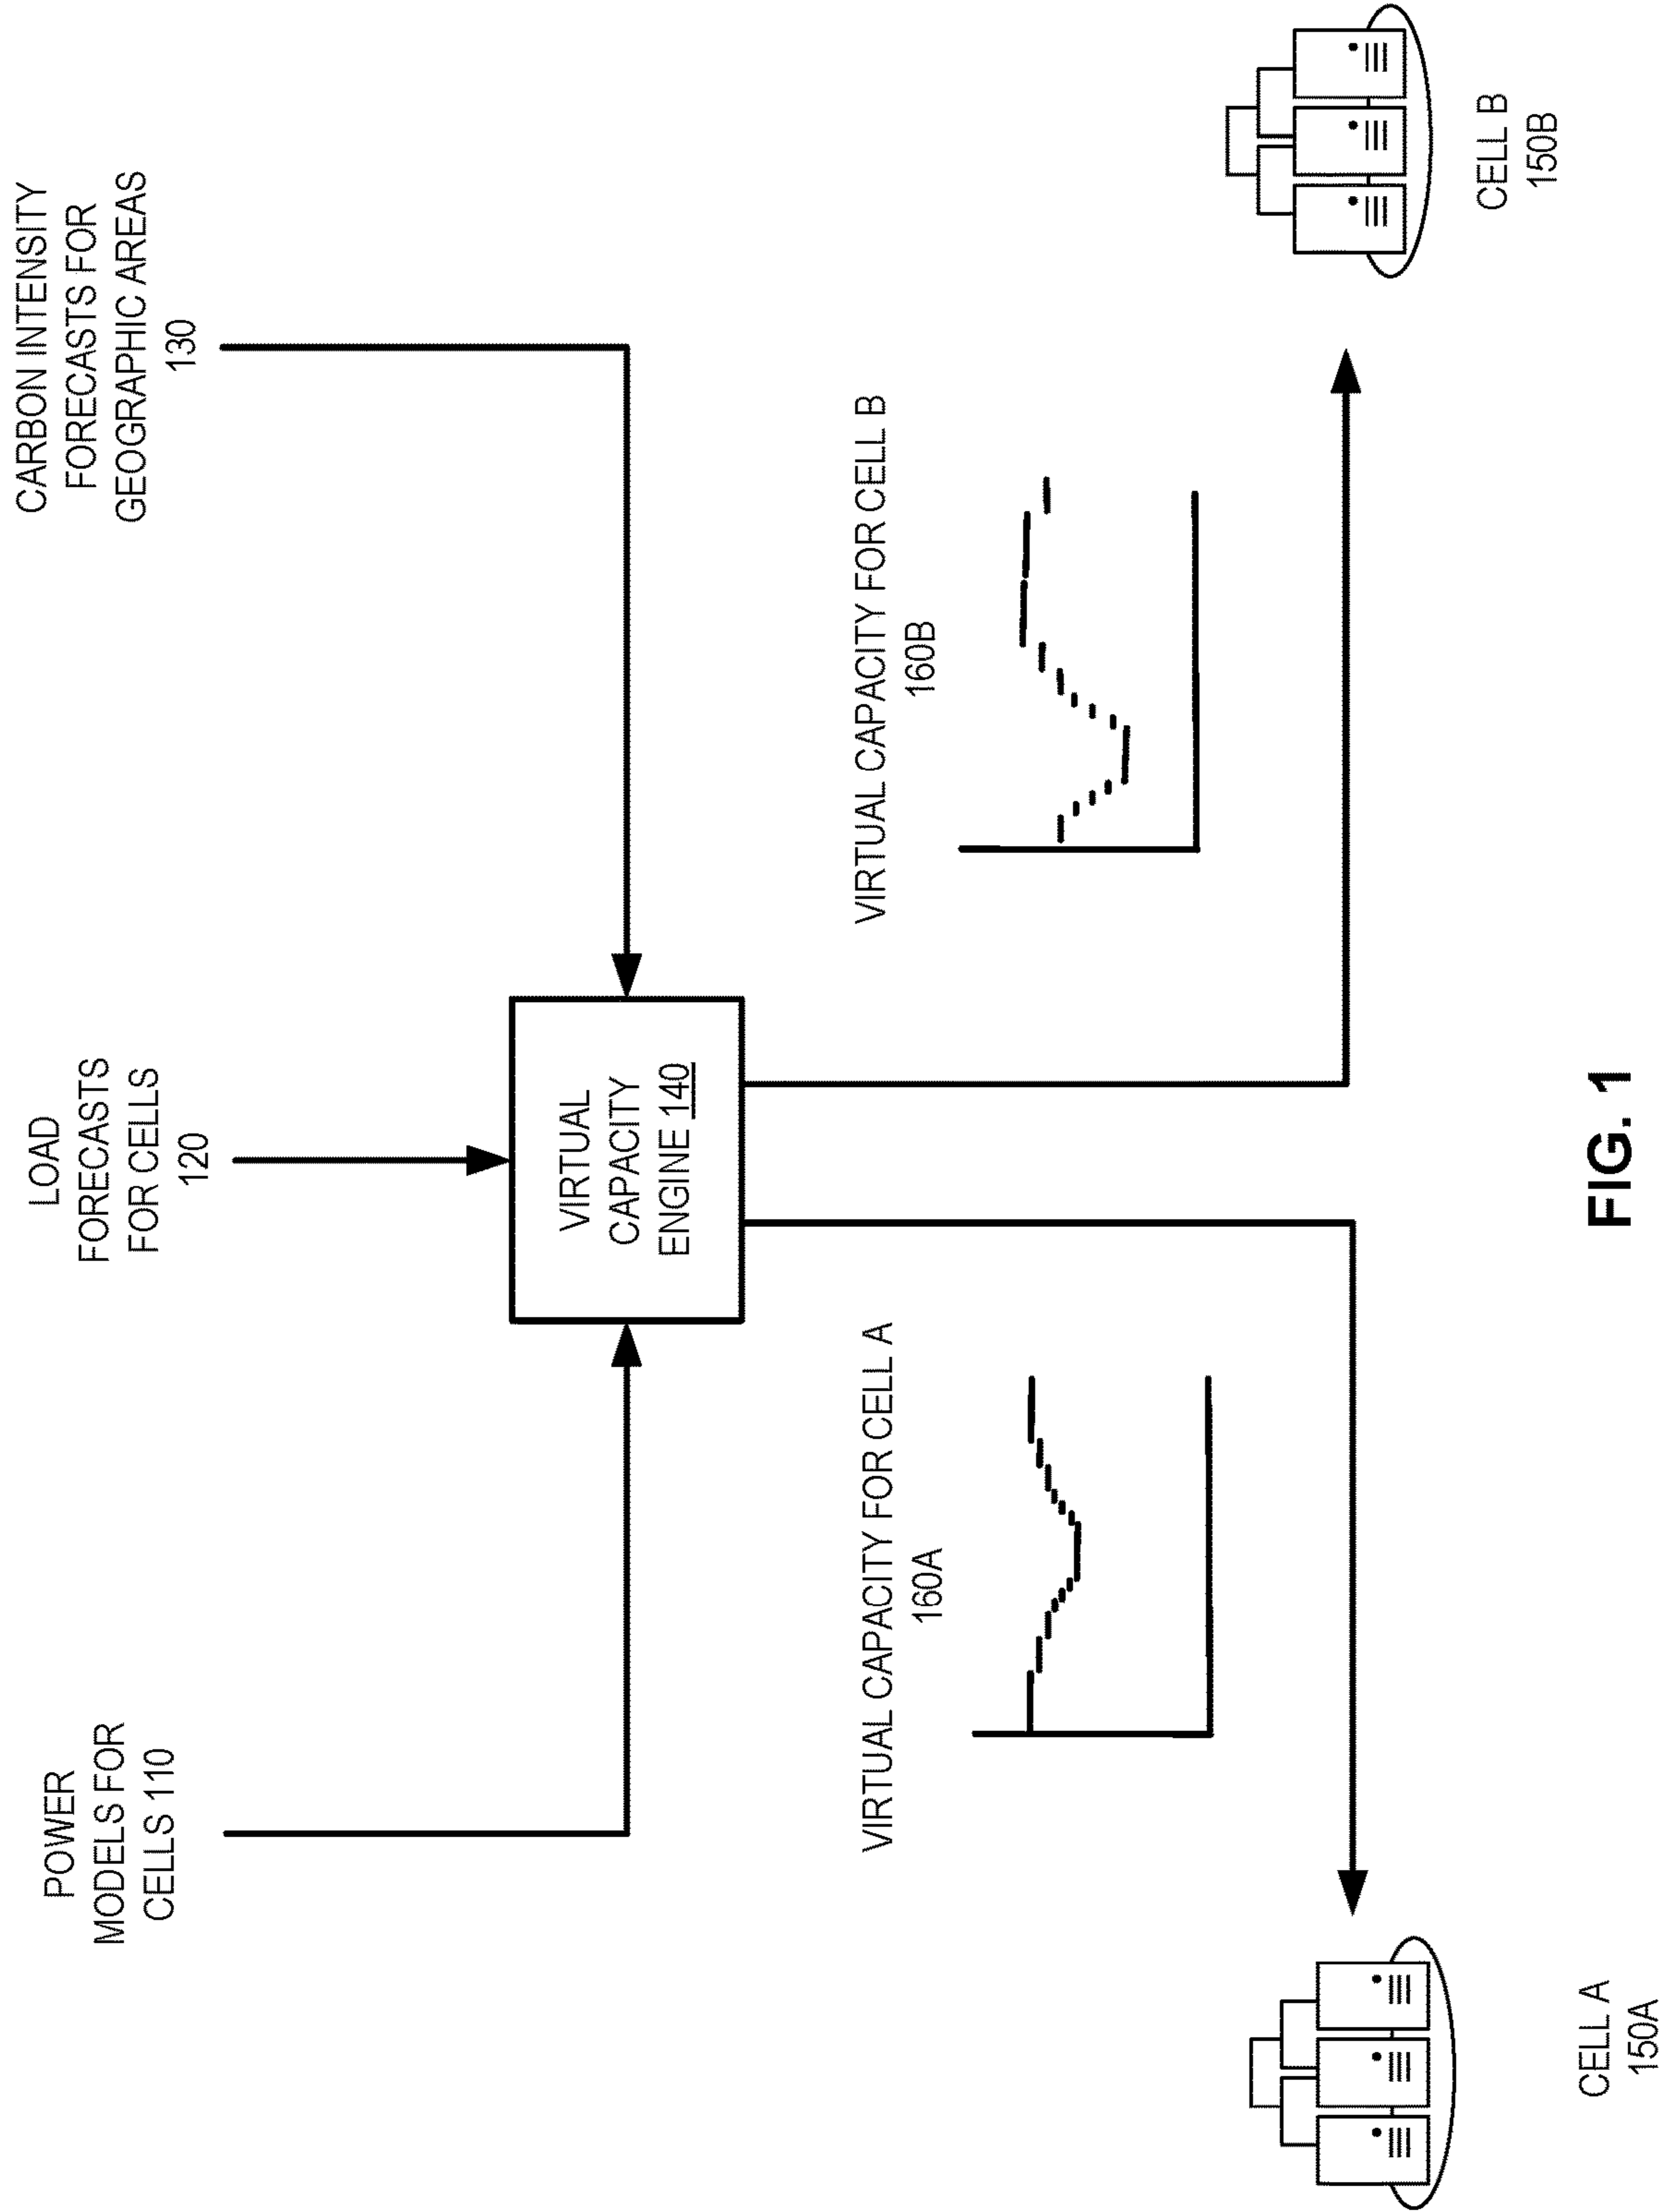 POWER
MODELS FOR
CELLS 110
LOAD
FORECASTS
FOR CELLS
120
CARBON INTENSITY
FORECASTS FOR
GEOGRAPHIC AREAS
130
VIRTUAL
CAPACITY
ENGINE 140
VIRTUAL CAPACITY FOR CELL A
160A
VIRTUAL CAPACITY FOR CELL B
160B
CELL A
150A
CELL B
150B
FIG. 1